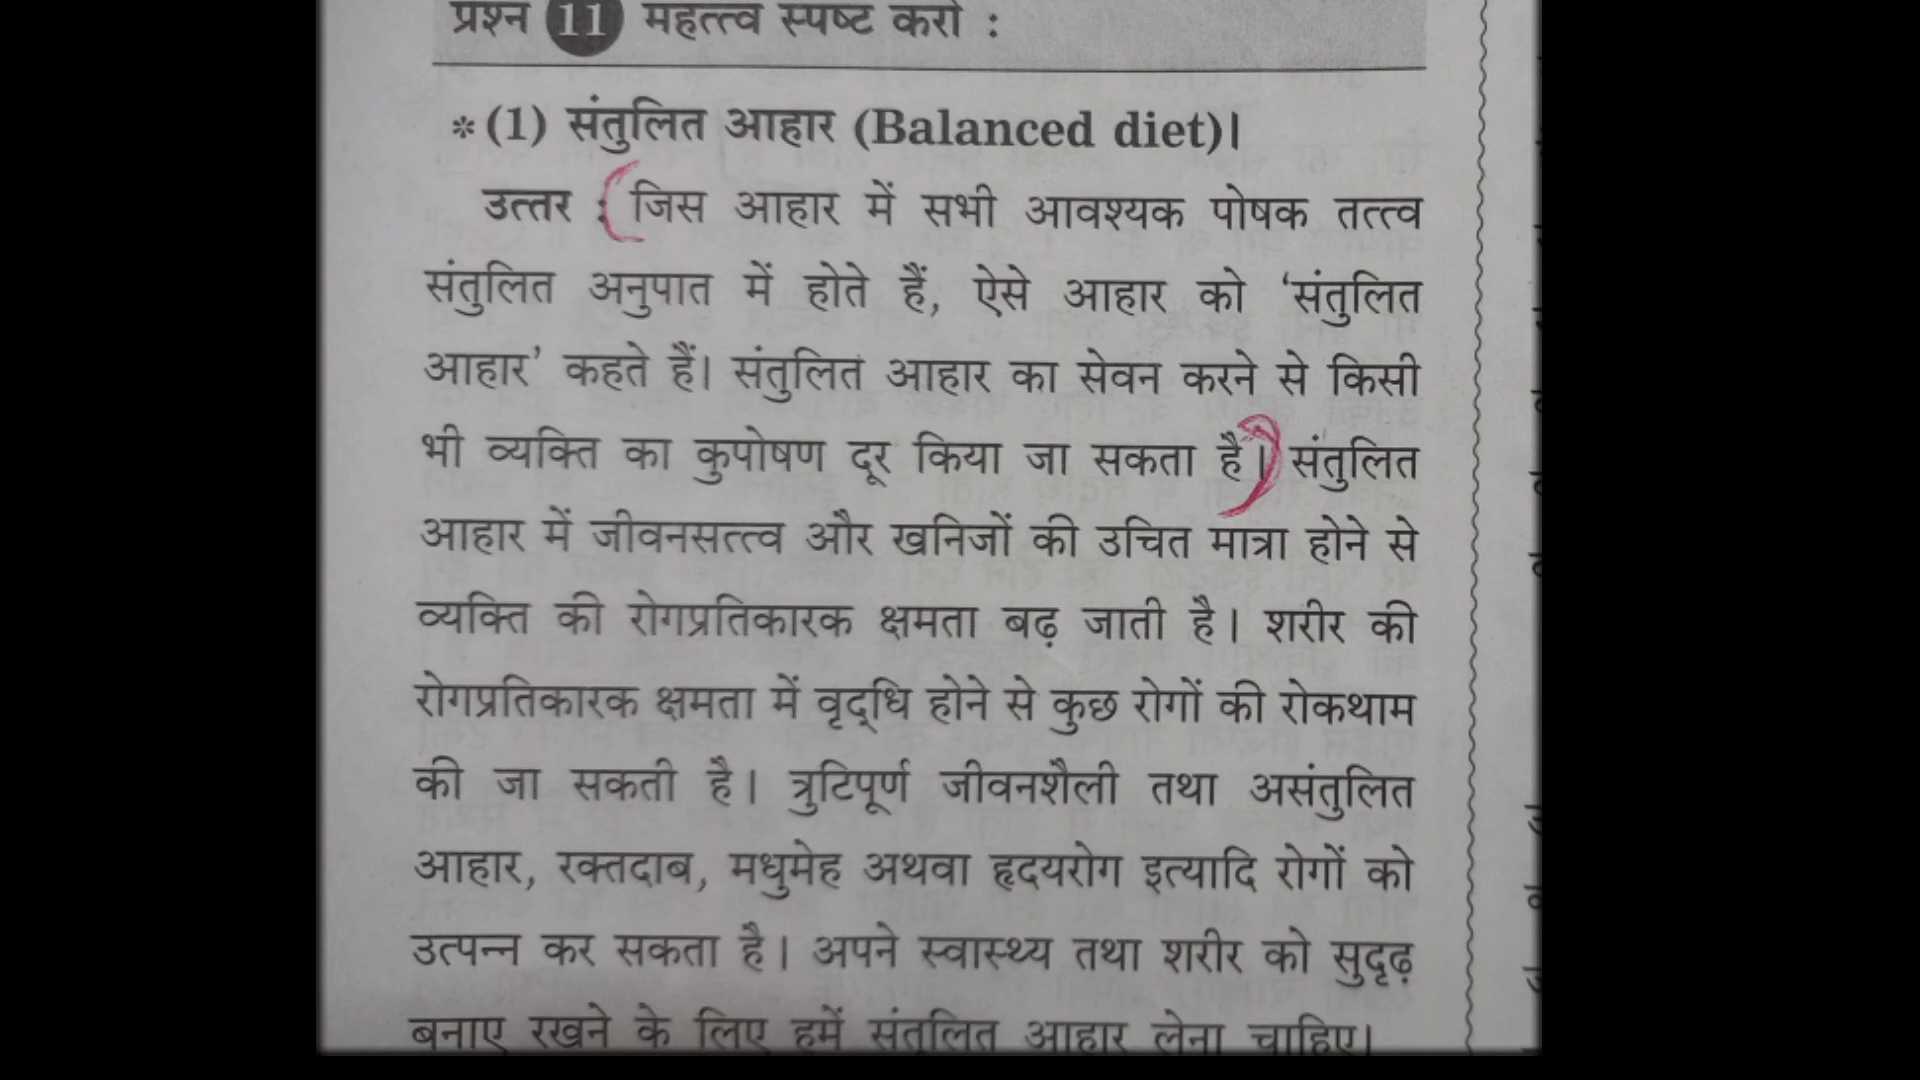 प्रश्न 11 महत्त्व स्पष्ट करो :
* (1) संतुलित आहार (Balanced diet)।
उत्तर : जिस आहार में सभी आवश्यक पोषक तत्त्व
संतुलित अनुपात में होते हैं, ऐसे आहार को ‘संतुलित
आहार’ कहते हैं। संतुलित आहार का सेवन करने से किसी
भी व्यक्ति का कुपोषण दूर किया जा सकता है। संतुलित
आहार में जीवनसत्त्व और खनिजों की उचित मात्रा होने से
व्यक्ति की रोगप्रतिकारक क्षमता बढ़ जाती है। शरीर की
रोगप्रतिकारक क्षमता में वृद्‌धि होने से कुछ रोगों की रोकथाम
की जा सकती है। त्रुटिपूर्ण जीवनशैली तथा असंतुलित
आहार, रक्तदाब, मधुमेह अथवा हृदयरोग इत्यादि रोगों को
उत्पन्न कर सकता है। अपने स्वास्थ्य तथा शरीर को सुदृढ़
बनाए रखने के लिए हमें संतुलित आहार लेना चाहिए।